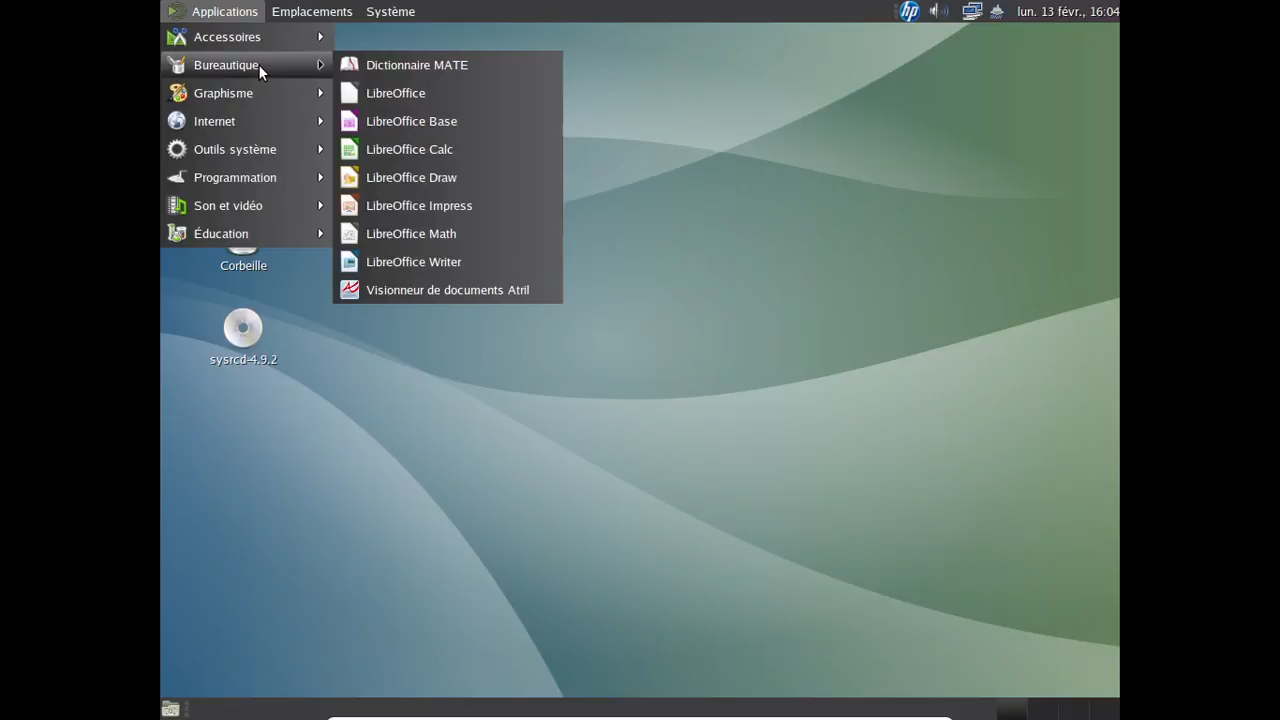 Applications Emplacements Système hp lun. 13 févr., 16:04
Accessoires
Bureautique
Graphisme
Internet
Outils système
Programmation
Son et vidéo
Éducation
Dictionnaire MATE
LibreOffice
LibreOffice Base
LibreOffice Calc
LibreOffice Draw
LibreOffice Impress
LibreOffice Math
LibreOffice Writer
Visionneur de documents Atril
Corbeille
sysrcd-4.9.2